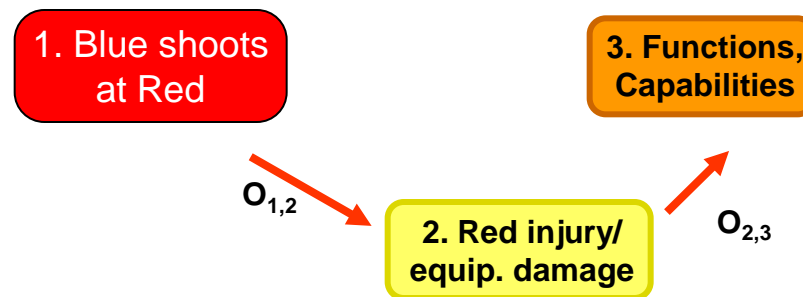 1. Blue shoots
at Red
3. Functions,
Capabilities
O1,2
2. Red injury/
equip. damage
O2,3